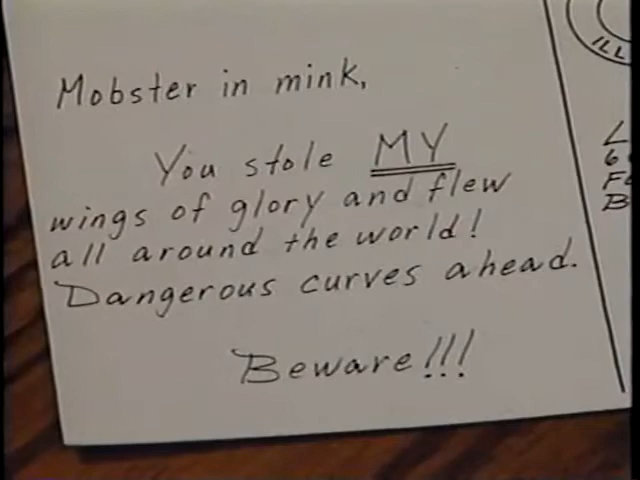 Mobster in mink,
You stole MY
wings of glory and flew
all around the world!
Dangerous curves ahead.
Beware!!!
ILL